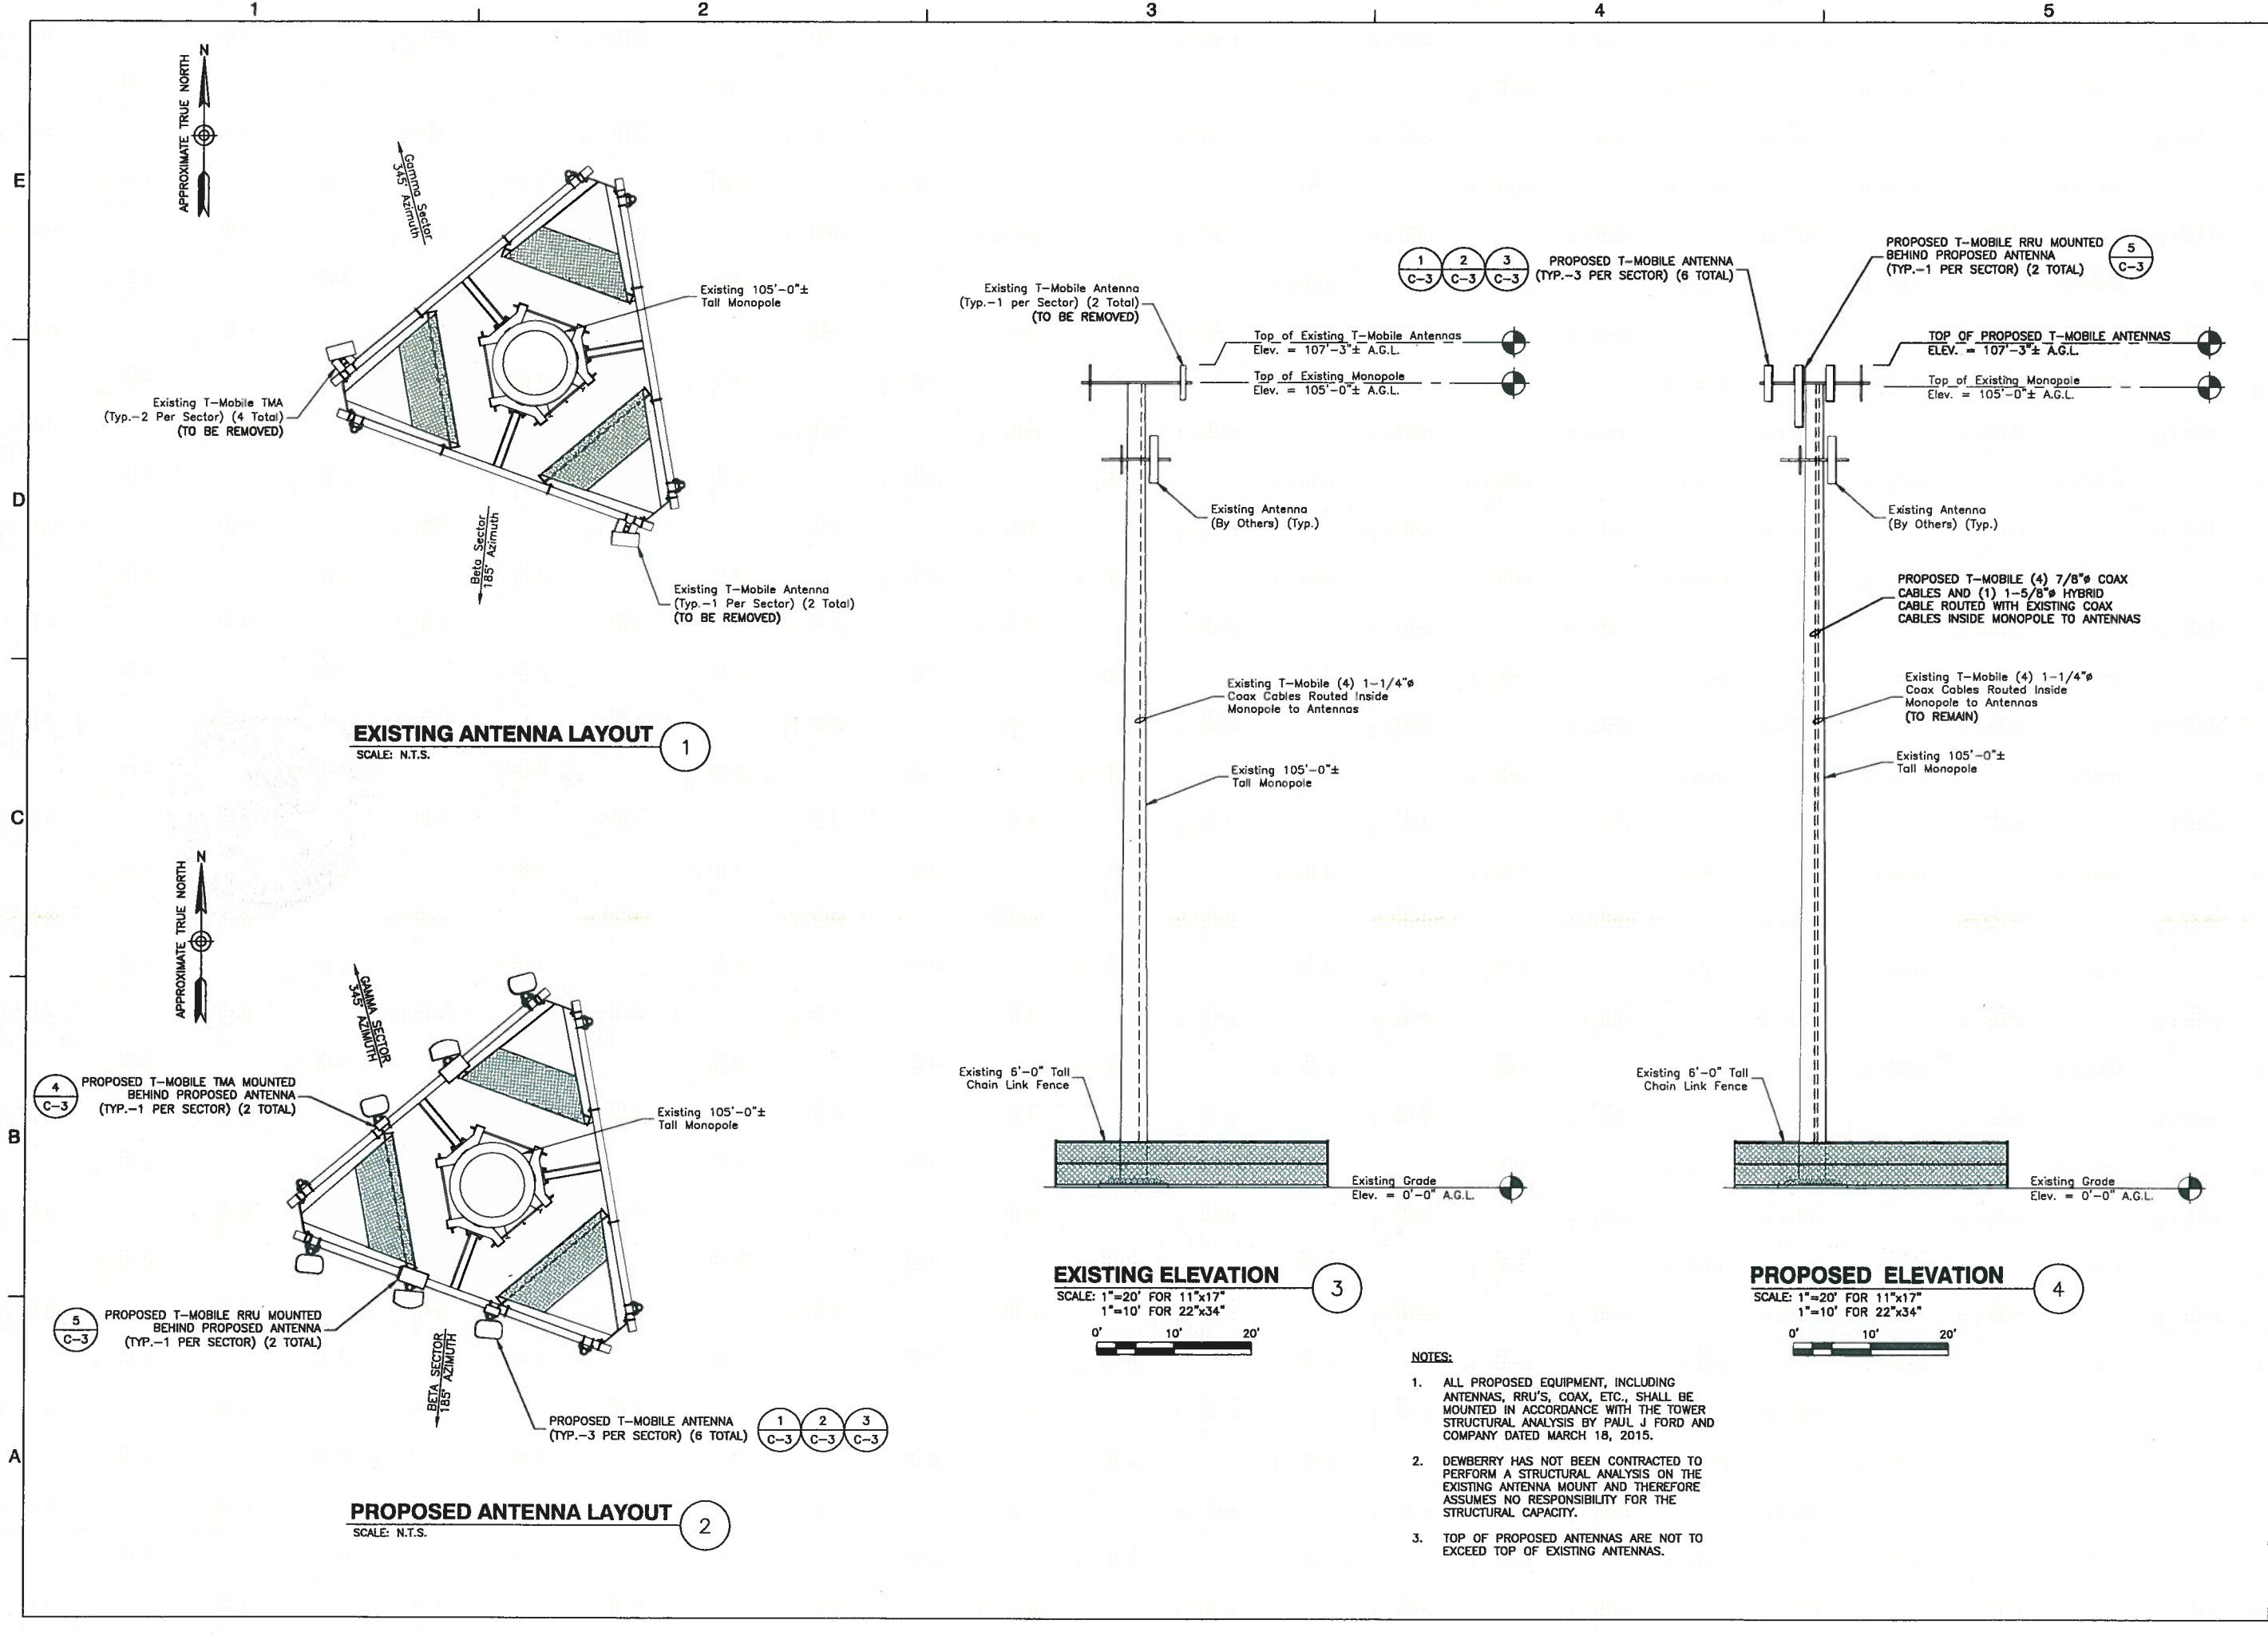 1
2
3
4
5
E
D
C
B
A
N
APPROXIMATE TRUE NORTH
Gamma Sector
345° Azimuth
Existing 105'-0"±
Tall Monopole
Existing T-Mobile TMA
(Typ.-2 Per Sector) (4 Total)
(TO BE REMOVED)
Beta Sector
185° Azimuth
Existing T-Mobile Antenna
(Typ.-1 Per Sector) (2 Total)
(TO BE REMOVED)
EXISTING ANTENNA LAYOUT
1
SCALE: N.T.S.
N
APPROXIMATE TRUE NORTH
GAMMA SECTOR
345° AZIMUTH
4
C-3
PROPOSED T-MOBILE TMA MOUNTED
BEHIND PROPOSED ANTENNA
(TYP.-1 PER SECTOR) (2 TOTAL)
Existing 105'-0"±
Tall Monopole
5
C-3
PROPOSED T-MOBILE RRU MOUNTED
BEHIND PROPOSED ANTENNA
(TYP.-1 PER SECTOR) (2 TOTAL)
BETA SECTOR
185° AZIMUTH
PROPOSED T-MOBILE ANTENNA
(TYP.-3 PER SECTOR) (6 TOTAL)
1 2 3
C-3 C-3 C-3
PROPOSED ANTENNA LAYOUT
2
SCALE: N.T.S.
Existing T-Mobile Antenna
(Typ.-1 per Sector) (2 Total)
(TO BE REMOVED)
Top of Existing T-Mobile Antennas
Elev. = 107'-3"± A.G.L.
Top of Existing Monopole
Elev. = 105'-0"± A.G.L.
Existing Antenna
(By Others) (Typ.)
Existing T-Mobile (4) 1-1/4"ø
Coax Cables Routed Inside
Monopole to Antennas
Existing 105'-0"±
Tall Monopole
Existing 6'-0" Tall
Chain Link Fence
Existing Grade
Elev. = 0'-0" A.G.L.
EXISTING ELEVATION
3
SCALE: 1"=20' FOR 11"x17"
1"=10' FOR 22"x34"
0' 10' 20'
1 2 3
C-3 C-3 C-3
PROPOSED T-MOBILE ANTENNA
(TYP.-3 PER SECTOR) (6 TOTAL)
PROPOSED T-MOBILE RRU MOUNTED
BEHIND PROPOSED ANTENNA
(TYP.-1 PER SECTOR) (2 TOTAL)
5
C-3
TOP OF PROPOSED T-MOBILE ANTENNAS
ELEV. = 107'-3"± A.G.L.
Top of Existing Monopole
Elev. = 105'-0"± A.G.L.
Existing Antenna
(By Others) (Typ.)
PROPOSED T-MOBILE (4) 7/8"ø COAX
CABLES AND (1) 1-5/8"ø HYBRID
CABLE ROUTED WITH EXISTING COAX
CABLES INSIDE MONOPOLE TO ANTENNAS
Existing T-Mobile (4) 1-1/4"ø
Coax Cables Routed Inside
Monopole to Antennas
(TO REMAIN)
Existing 105'-0"±
Tall Monopole
Existing 6'-0" Tall
Chain Link Fence
Existing Grade
Elev. = 0'-0" A.G.L.
PROPOSED ELEVATION
4
SCALE: 1"=20' FOR 11"x17"
1"=10' FOR 22"x34"
0' 10' 20'
NOTES:
1. ALL PROPOSED EQUIPMENT, INCLUDING
ANTENNAS, RRU'S, COAX, ETC., SHALL BE
MOUNTED IN ACCORDANCE WITH THE TOWER
STRUCTURAL ANALYSIS BY PAUL J FORD AND
COMPANY DATED MARCH 18, 2015.
2. DEWBERRY HAS NOT BEEN CONTRACTED TO
PERFORM A STRUCTURAL ANALYSIS ON THE
EXISTING ANTENNA MOUNT AND THEREFORE
ASSUMES NO RESPONSIBILITY FOR THE
STRUCTURAL CAPACITY.
3. TOP OF PROPOSED ANTENNAS ARE NOT TO
EXCEED TOP OF EXISTING ANTENNAS.